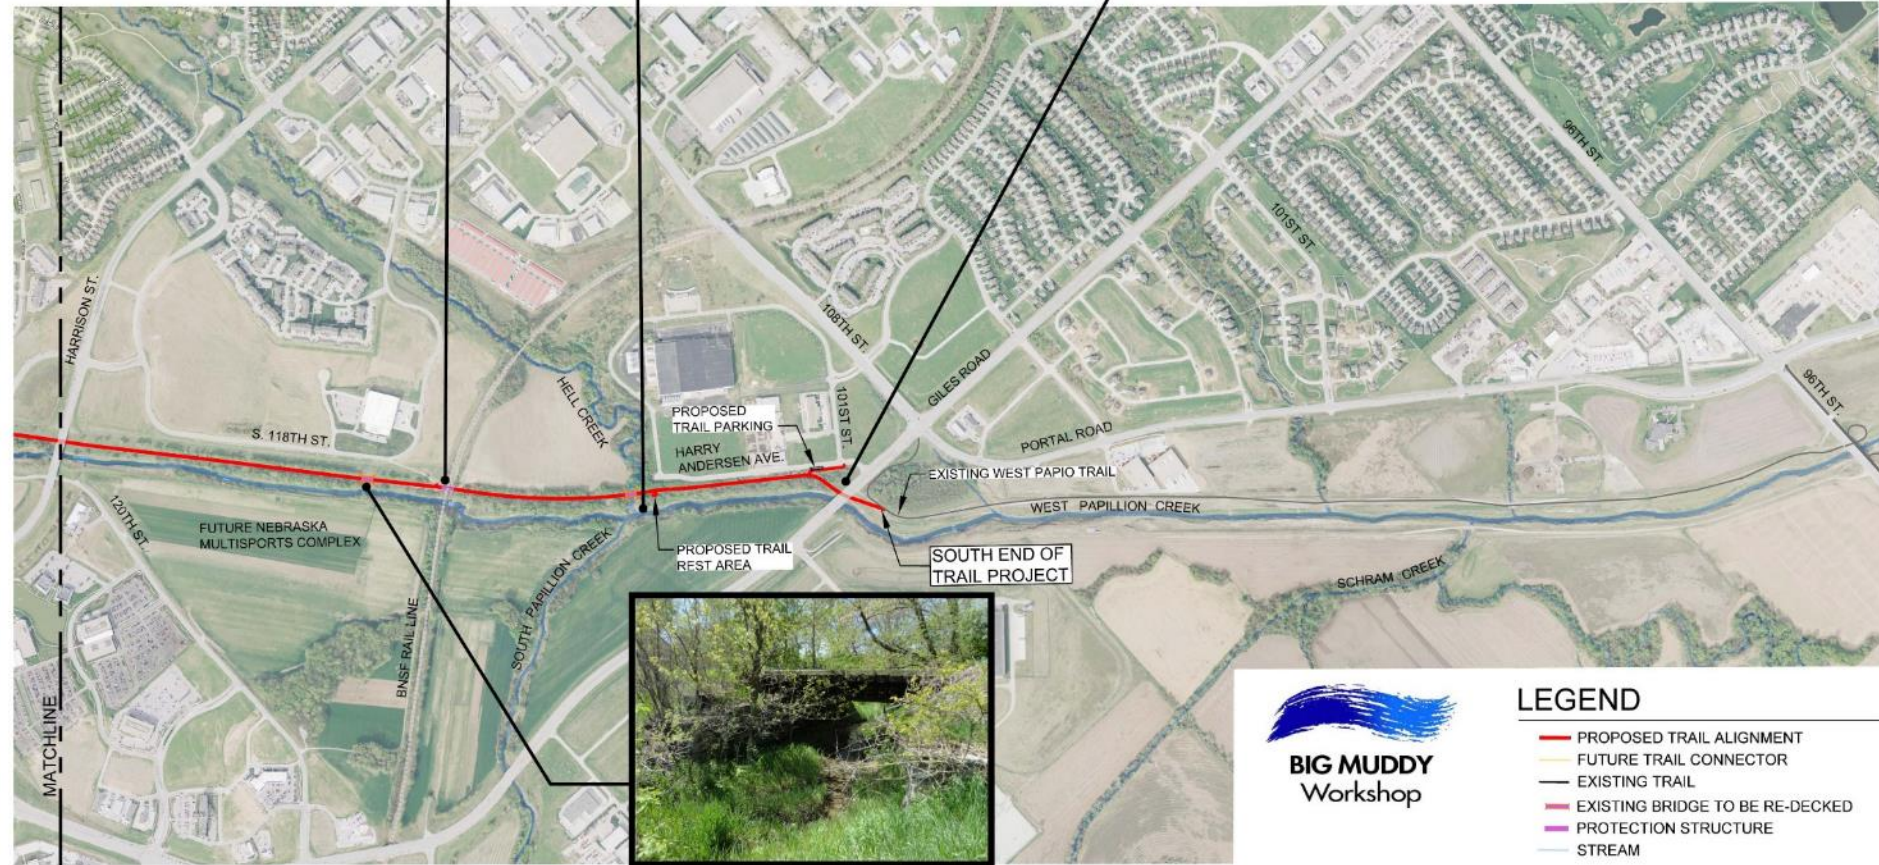 96TH ST.
101ST ST.
HARRISON ST.
108TH ST.
GILES ROAD
96TH ST.
HELL CREEK
101ST ST.
PROPOSED
TRAIL PARKING
S. 118TH ST.
HARRY
ANDERSEN AVE.
PORTAL ROAD
EXISTING WEST PAPIO TRAIL
WEST PAPILLION CREEK
120TH ST.
FUTURE NEBRASKA
MULTISPORTS COMPLEX
PROPOSED TRAIL
REST AREA
SOUTH END OF
TRAIL PROJECT
SCHRAM CREEK
SOUTH PAPILLION CREEK
BNSF RAIL LINE
MATCHLINE
BIG MUDDY
Workshop
LEGEND
PROPOSED TRAIL ALIGNMENT
FUTURE TRAIL CONNECTOR
EXISTING TRAIL
EXISTING BRIDGE TO BE RE-DECKED
PROTECTION STRUCTURE
STREAM